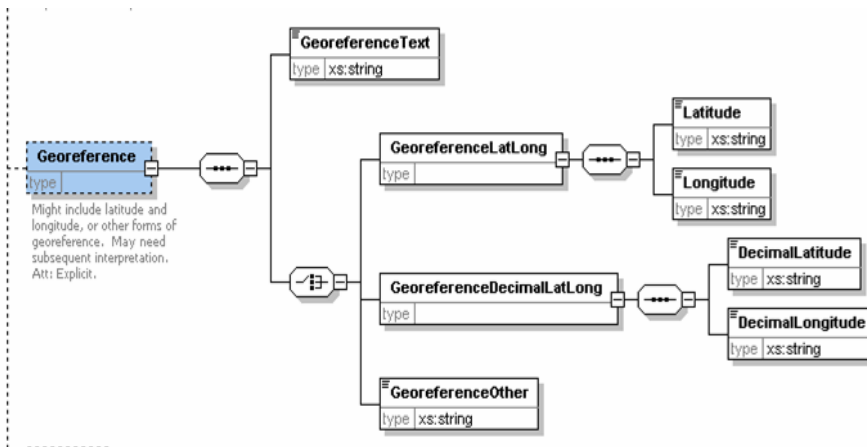 GeoreferenceText
type xs:string
Georeference
type
Might include latitude and
longitude, or other forms of
georeference. May need
subsequent interpretation.
Att: Explicit.
GeoreferenceLatLong
type
Latitude
type xs:string
Longitude
type xs:string
GeoreferenceDecimalLatLong
type
DecimalLatitude
type xs:string
DecimalLongitude
type xs:string
GeoreferenceOther
type xs:string